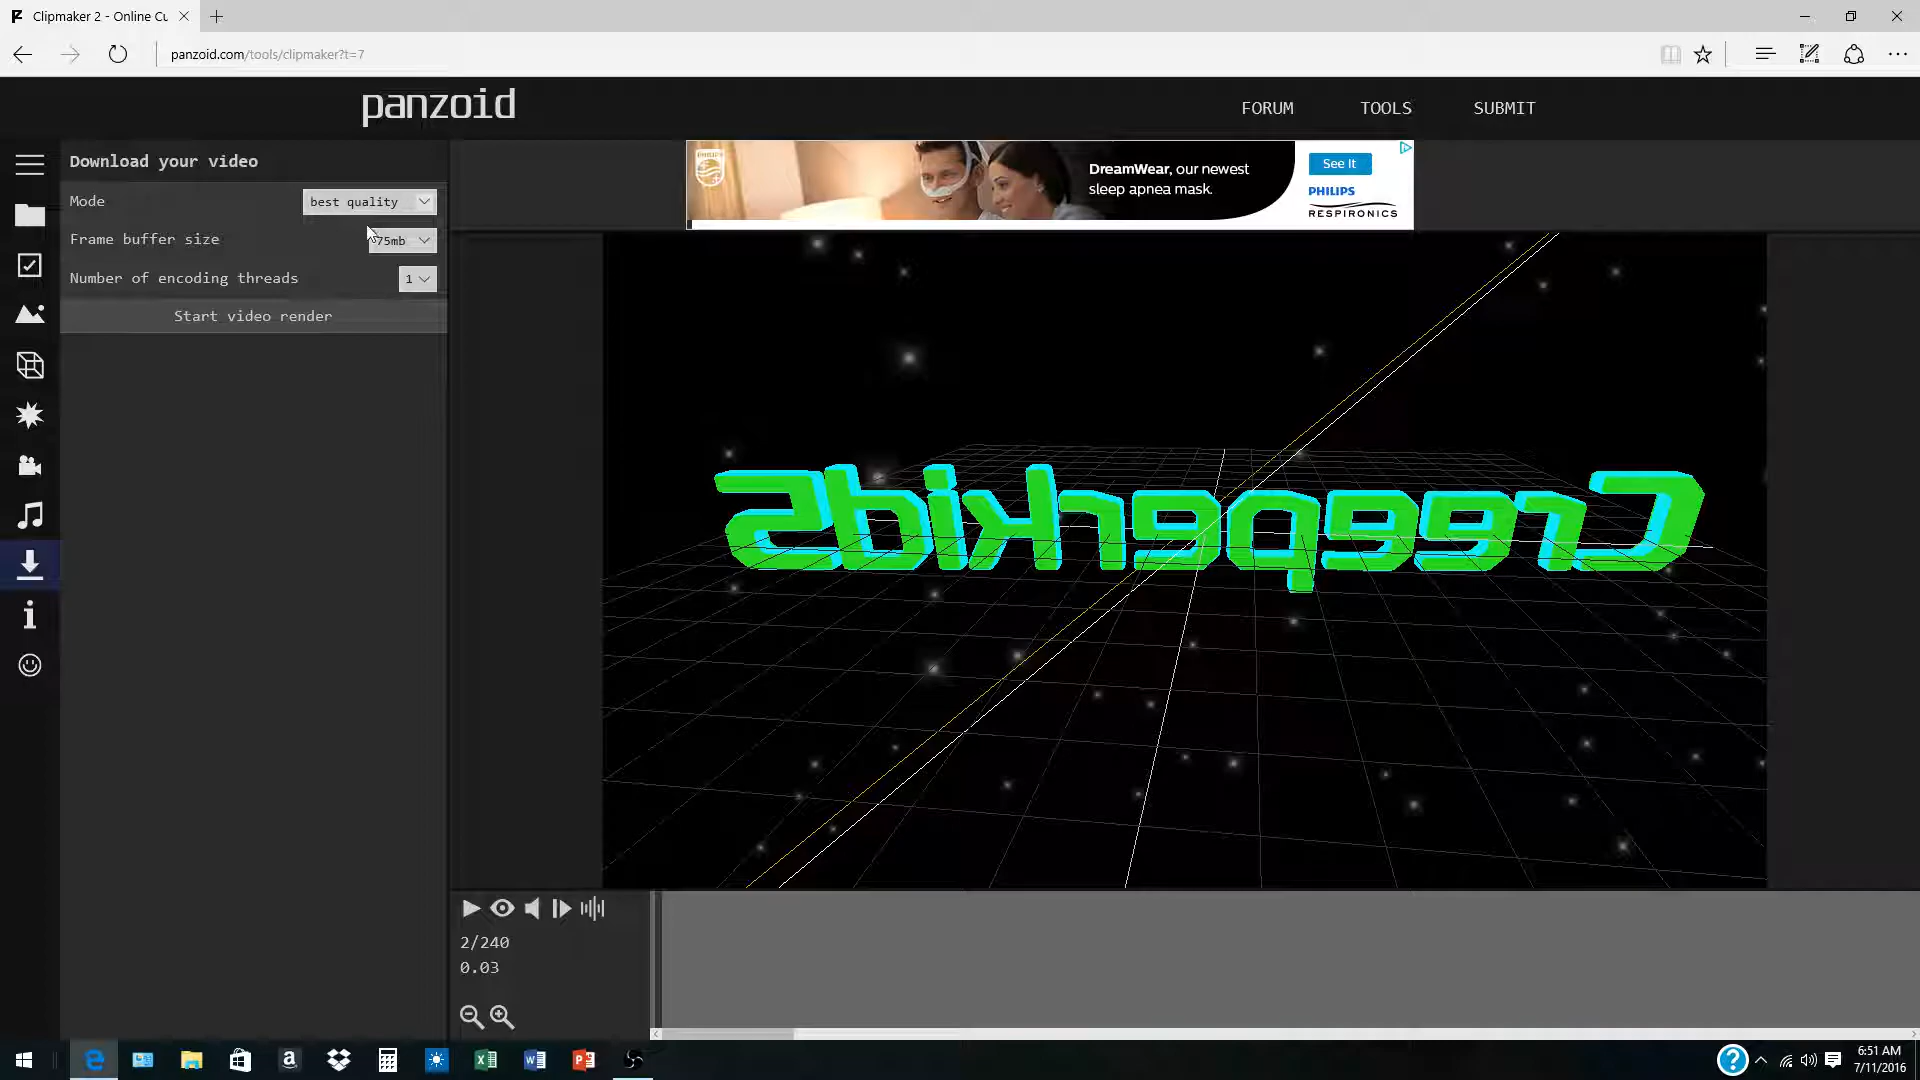 Clipmaker 2 - Online Cu
panzoid.com/tools/clipmaker?t=7
panzoid
FORUM
TOOLS
SUBMIT
Download your video
Mode
best quality
Frame buffer size
75mb
Number of encoding threads
1
Start video render
PHILIPS
DreamWear, our newest
sleep apnea mask.
See It
PHILIPS
RESPIRONICS
CreeperkidS
2/240
0.03
6:51 AM
7/11/2016